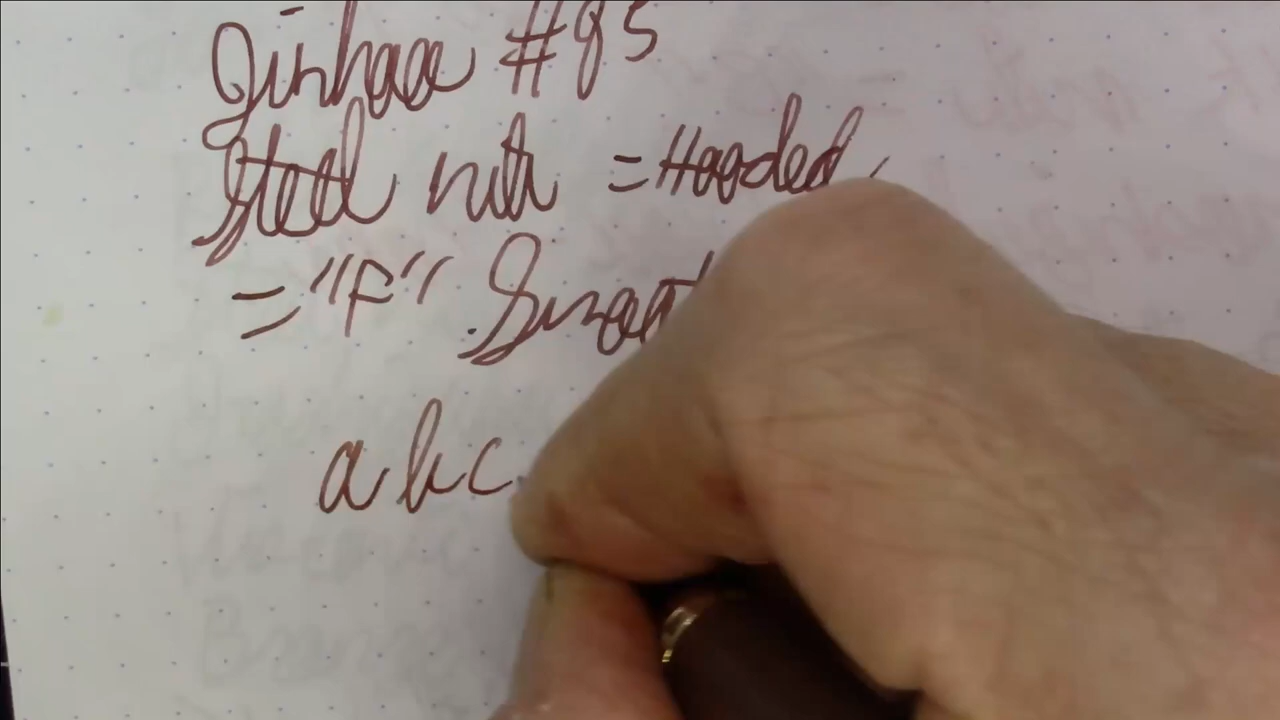 Jinhao #85
Steel nib = Hooded
= "F" Smooth
abc